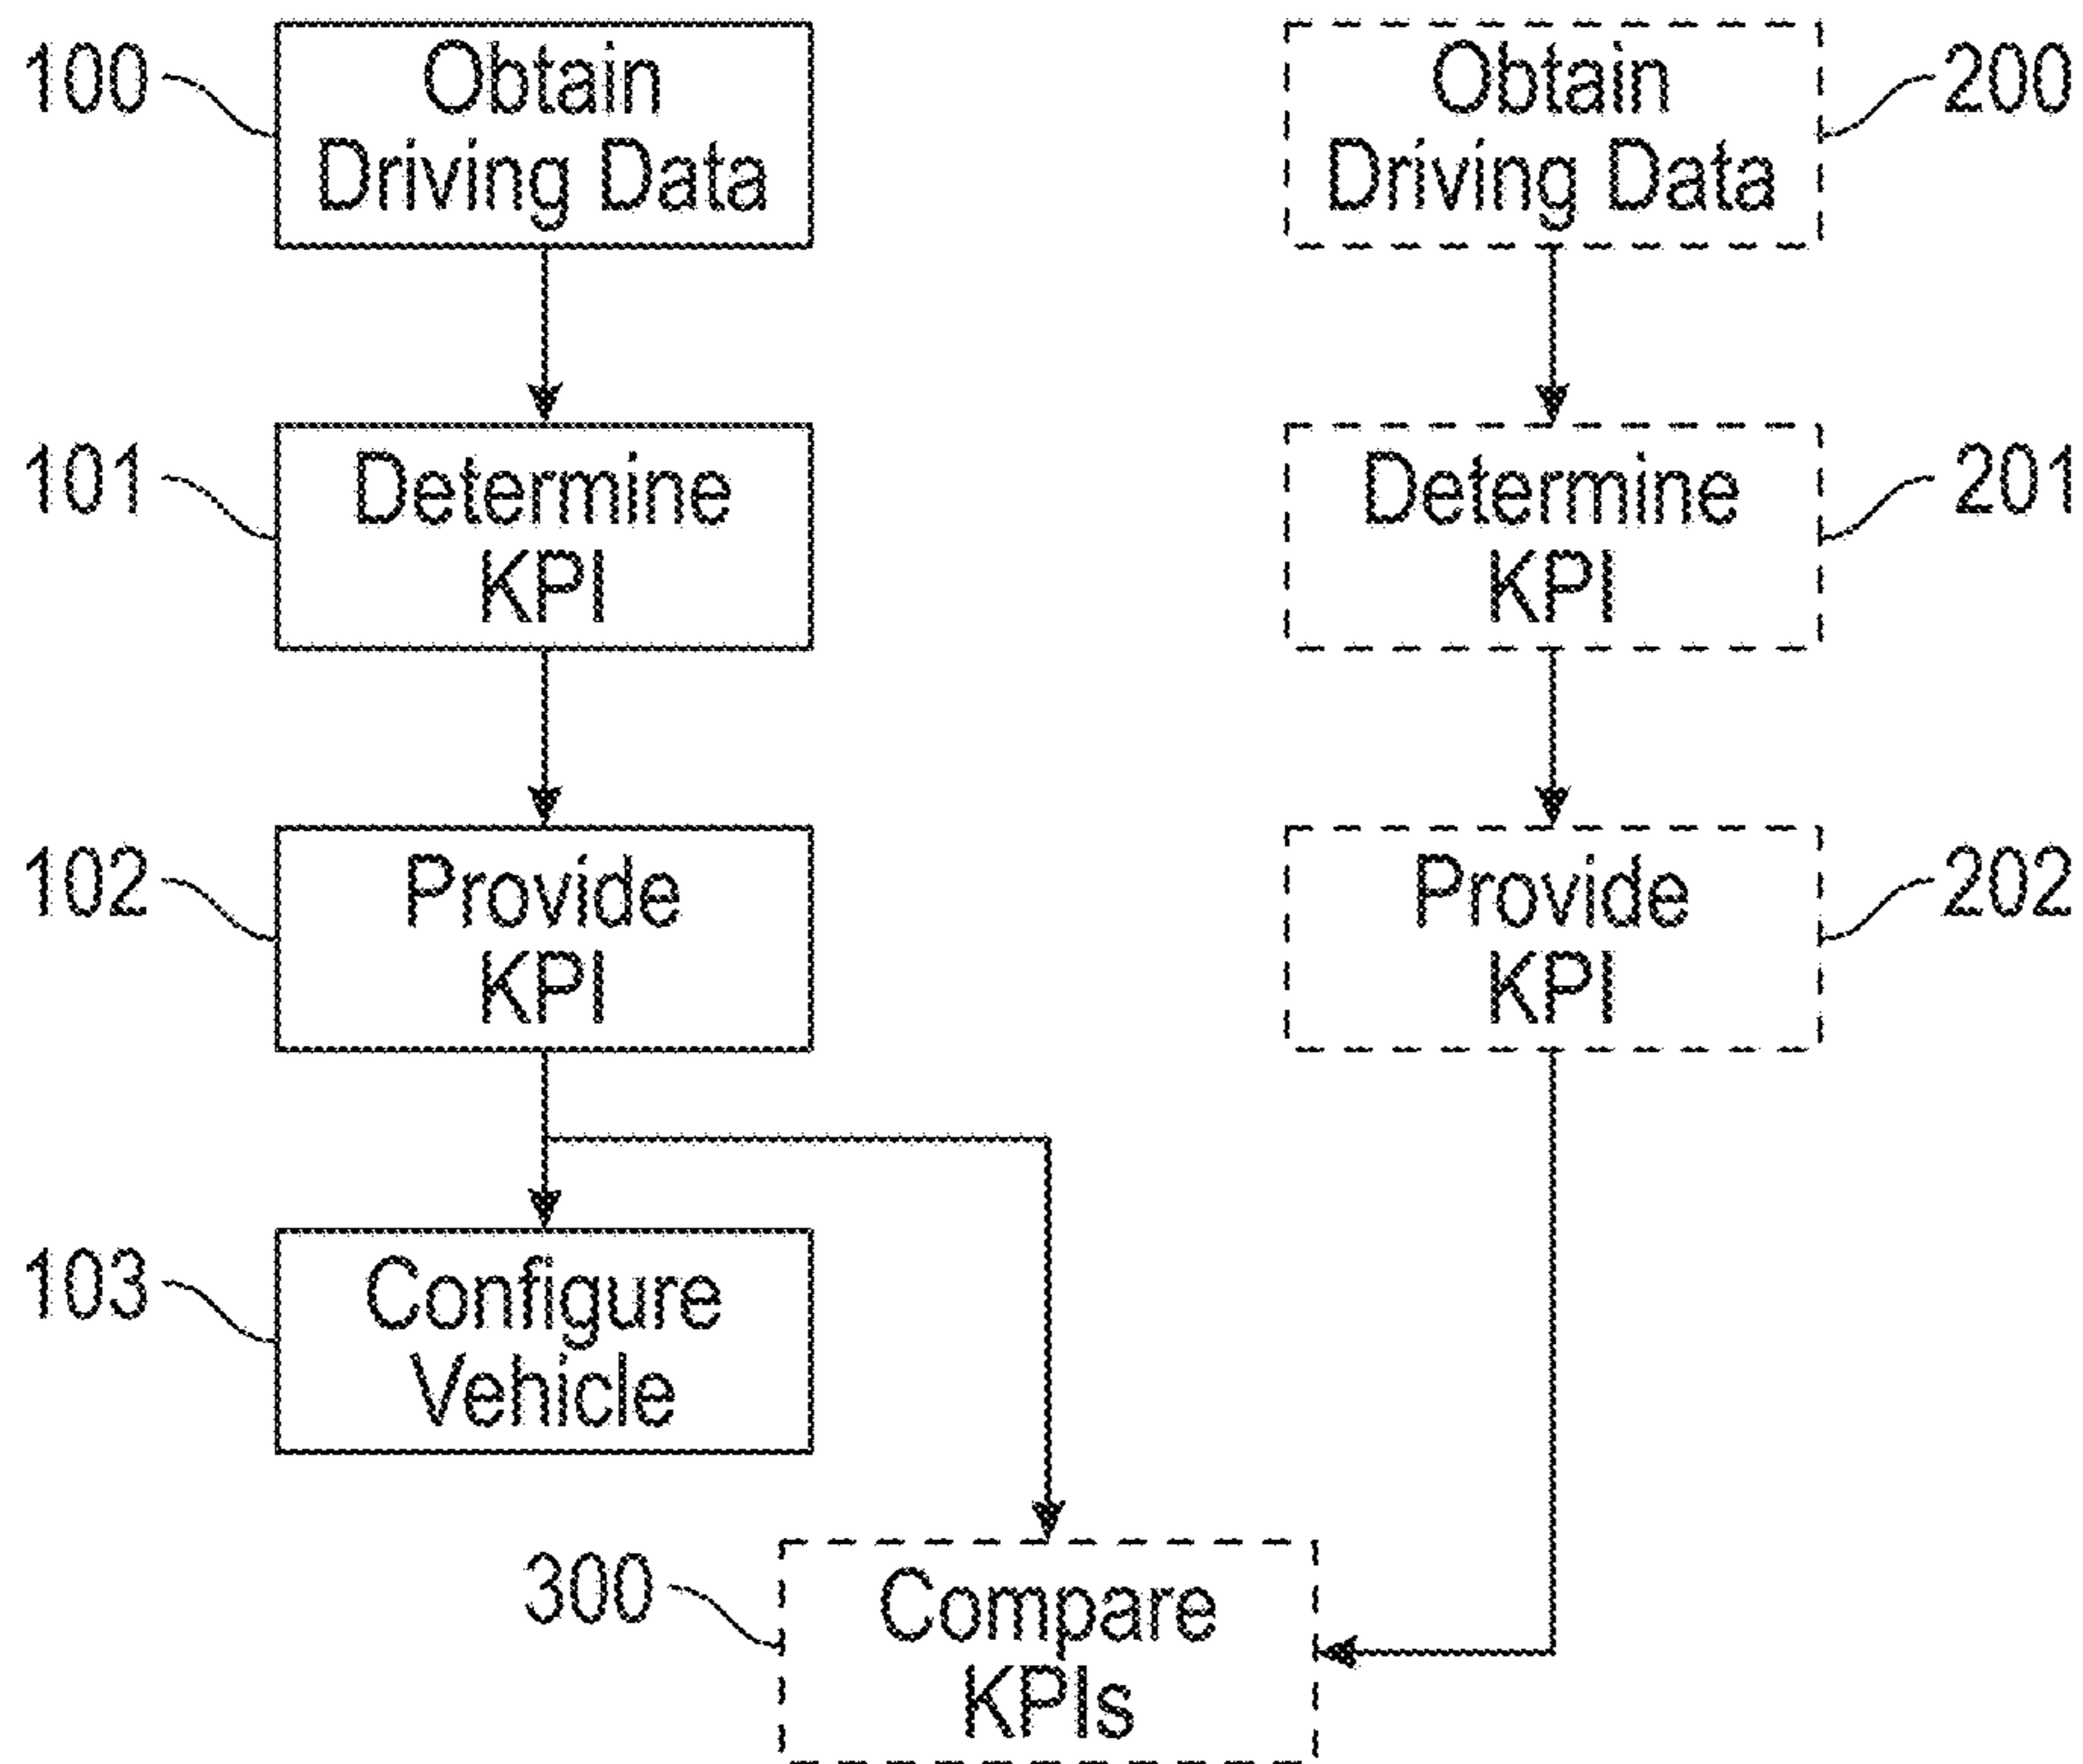 100
Obtain
Driving Data
200
Obtain
Driving Data
101
Determine
KPI
201
Determine
KPI
102
Provide
KPI
202
Provide
KPI
103
Configure
Vehicle
300
Compare
KPIs